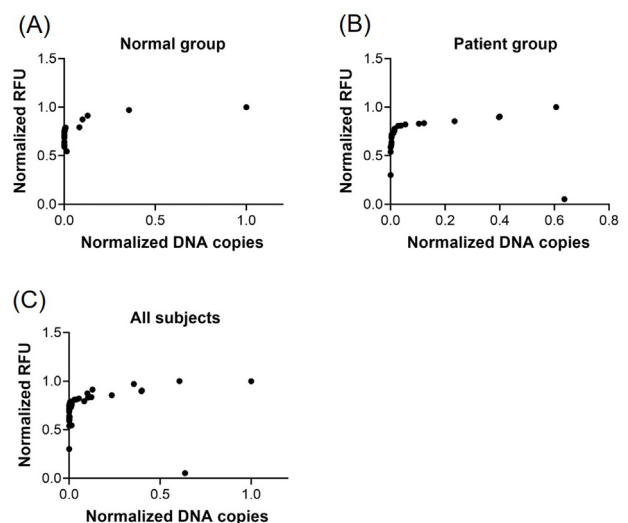 (A)
Normal group
Normalized RFU
1.5
1.0
0.5
0.0
0.0 0.5 1.0
Normalized DNA copies
(B)
Patient group
Normalized RFU
1.5
1.0
0.5
0.0
0.0 0.2 0.4 0.6 0.8
Normalized DNA copies
(C)
All subjects
Normalized RFU
1.5
1.0
0.5
0.0
0.0 0.5 1.0
Normalized DNA copies